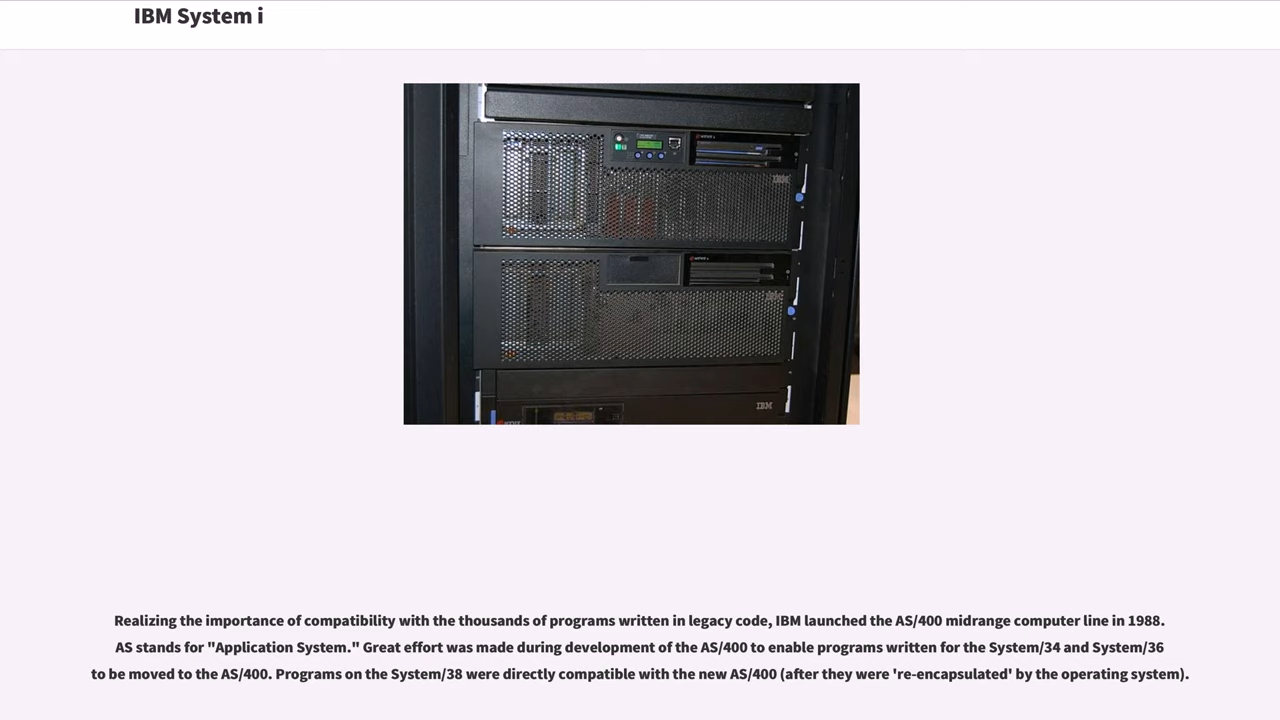 IBM System i
IBM
IBM
IBM
Realizing the importance of compatibility with the thousands of programs written in legacy code, IBM launched the AS/400 midrange computer line in 1988.
AS stands for "Application System." Great effort was made during development of the AS/400 to enable programs written for the System/34 and System/36
to be moved to the AS/400. Programs on the System/38 were directly compatible with the new AS/400 (after they were 're-encapsulated' by the operating system).